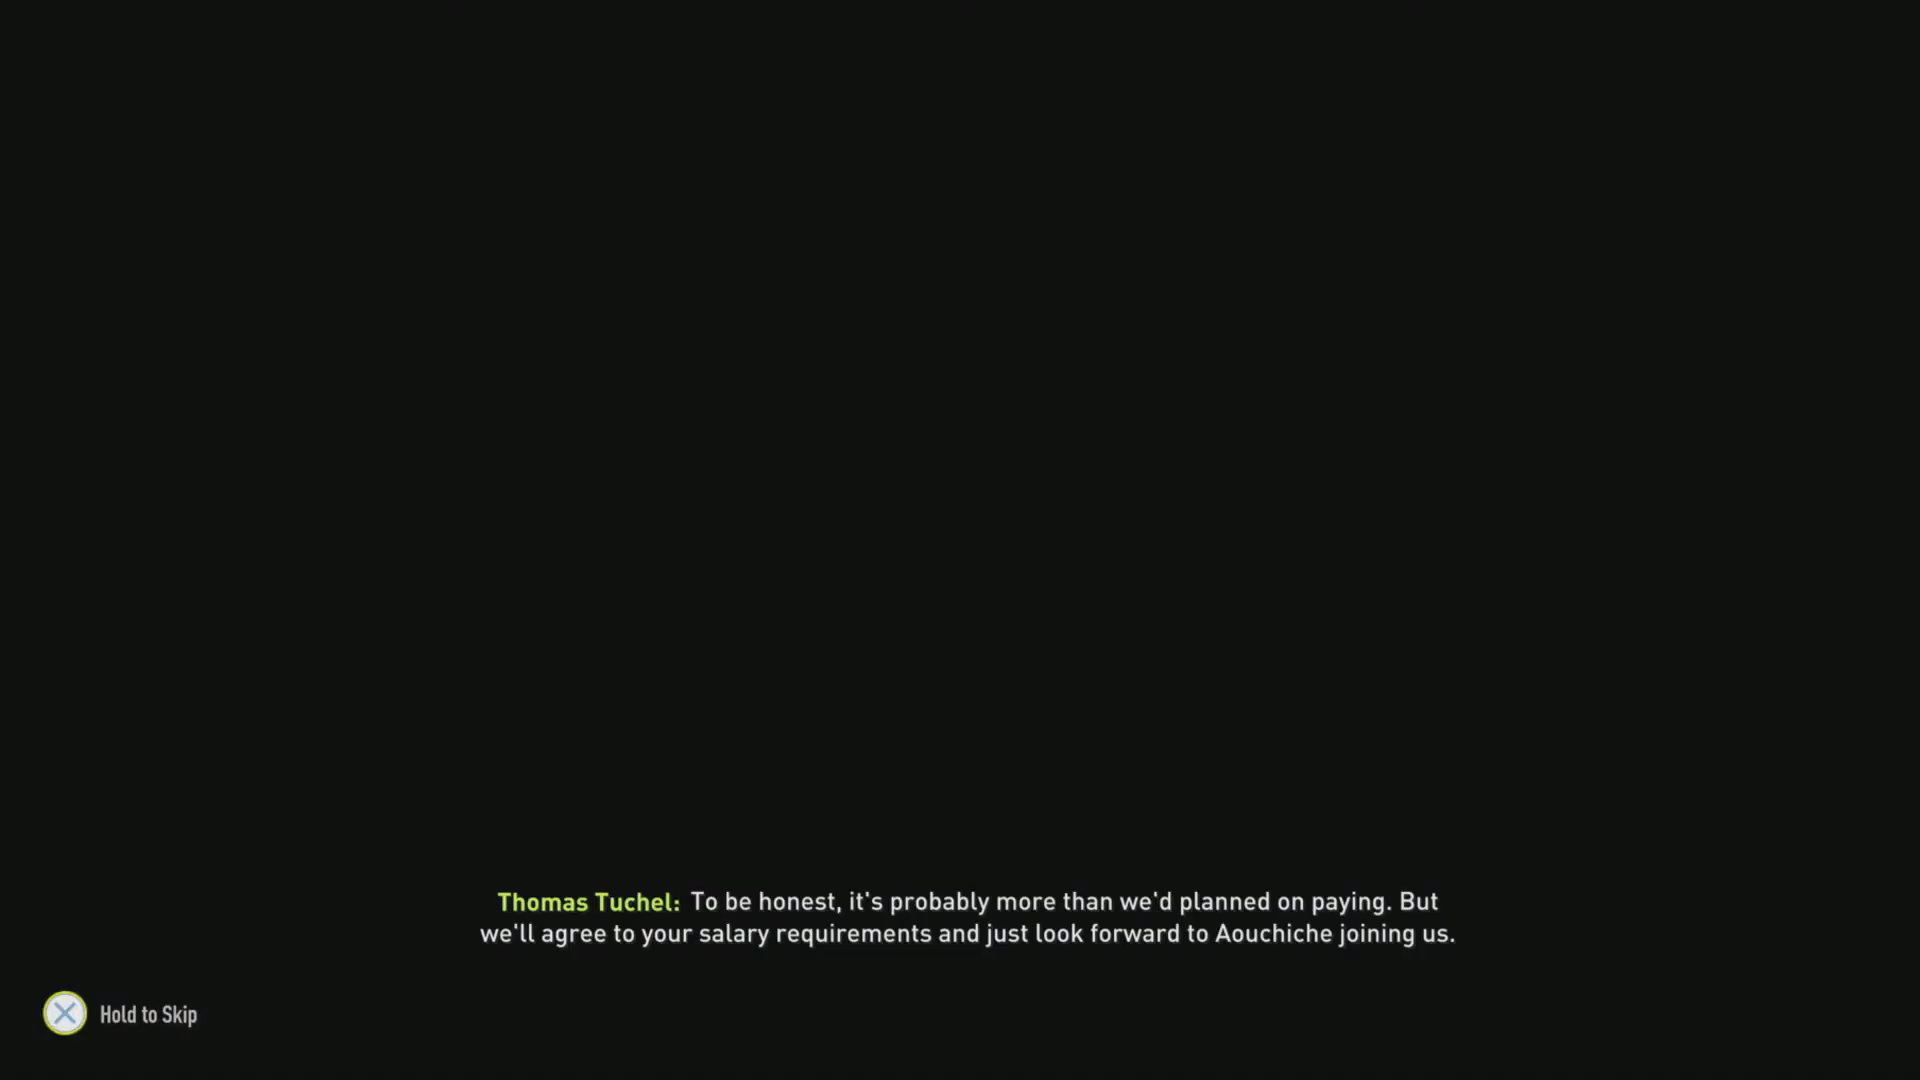 Thomas Tuchel: To be honest, it's probably more than we'd planned on paying. But
we'll agree to your salary requirements and just look forward to Aouchiche joining us.
Hold to Skip